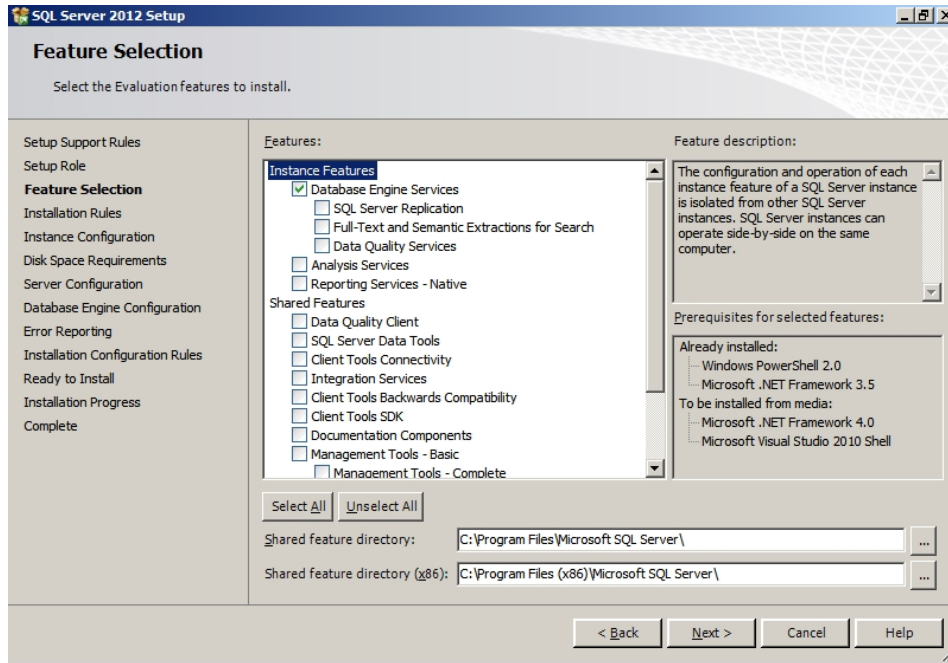 SQL Server 2012 Setup
Feature Selection
Select the Evaluation features to install.
Setup Support Rules
Setup Role
Feature Selection
Installation Rules
Instance Configuration
Disk Space Requirements
Server Configuration
Database Engine Configuration
Error Reporting
Installation Configuration Rules
Ready to Install
Installation Progress
Complete
Features:
Instance Features
Database Engine Services
SQL Server Replication
Full-Text and Semantic Extractions for Search
Data Quality Services
Analysis Services
Reporting Services - Native
Shared Features
Data Quality Client
SQL Server Data Tools
Client Tools Connectivity
Integration Services
Client Tools Backwards Compatibility
Client Tools SDK
Documentation Components
Management Tools - Basic
Management Tools - Complete
Feature description:
The configuration and operation of each
instance feature of a SQL Server instance
is isolated from other SQL Server
instances. SQL Server instances can
operate side-by-side on the same
computer.
Prerequisites for selected features:
Already installed:
Windows PowerShell 2.0
Microsoft .NET Framework 3.5
To be installed from media:
Microsoft .NET Framework 4.0
Microsoft Visual Studio 2010 Shell
Select All
Unselect All
Shared feature directory:
C:\Program Files\Microsoft SQL Server\
...
Shared feature directory (x86):
C:\Program Files (x86)\Microsoft SQL Server\
...
< Back
Next >
Cancel
Help